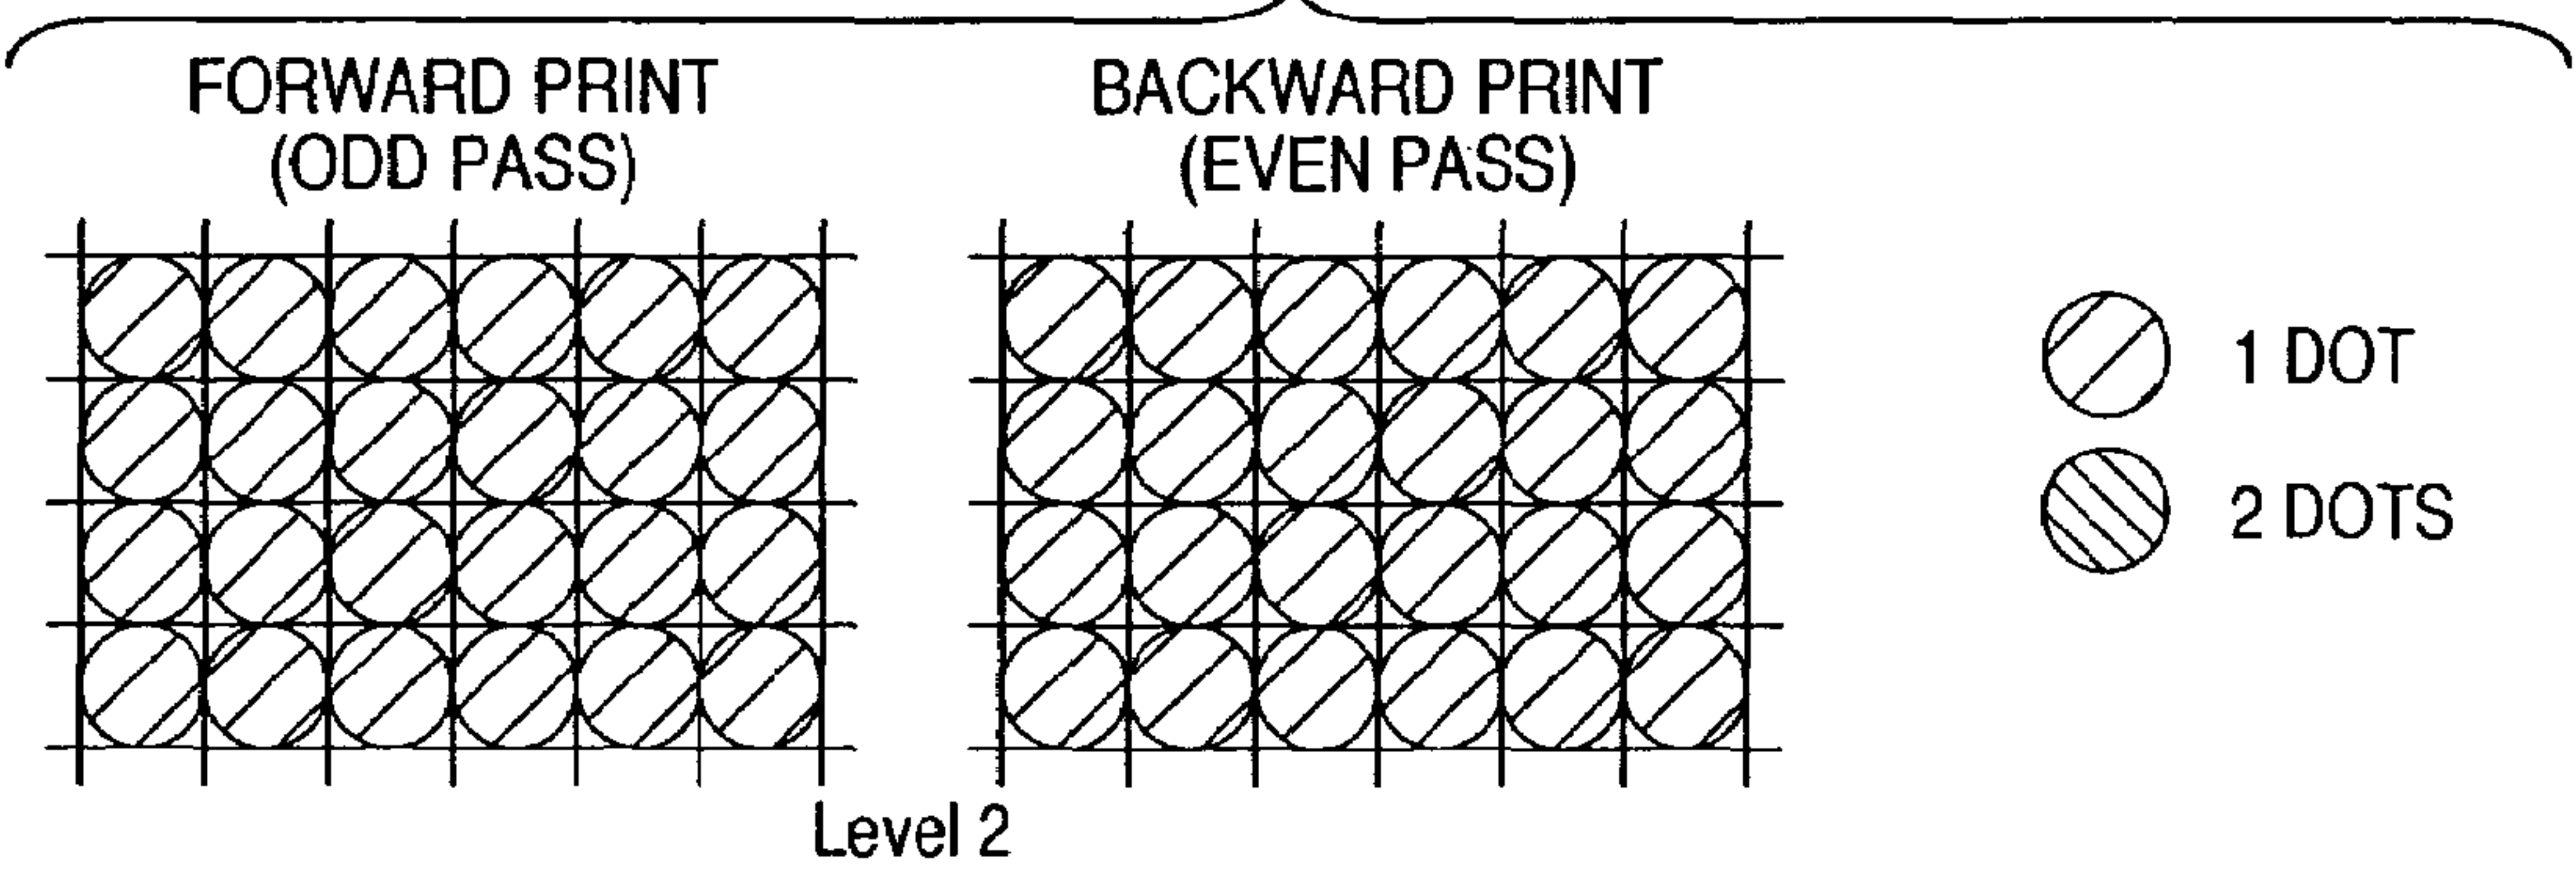 FORWARD PRINT
(ODD PASS)
BACKWARD PRINT
(EVEN PASS)
1 DOT
2 DOTS
Level 2